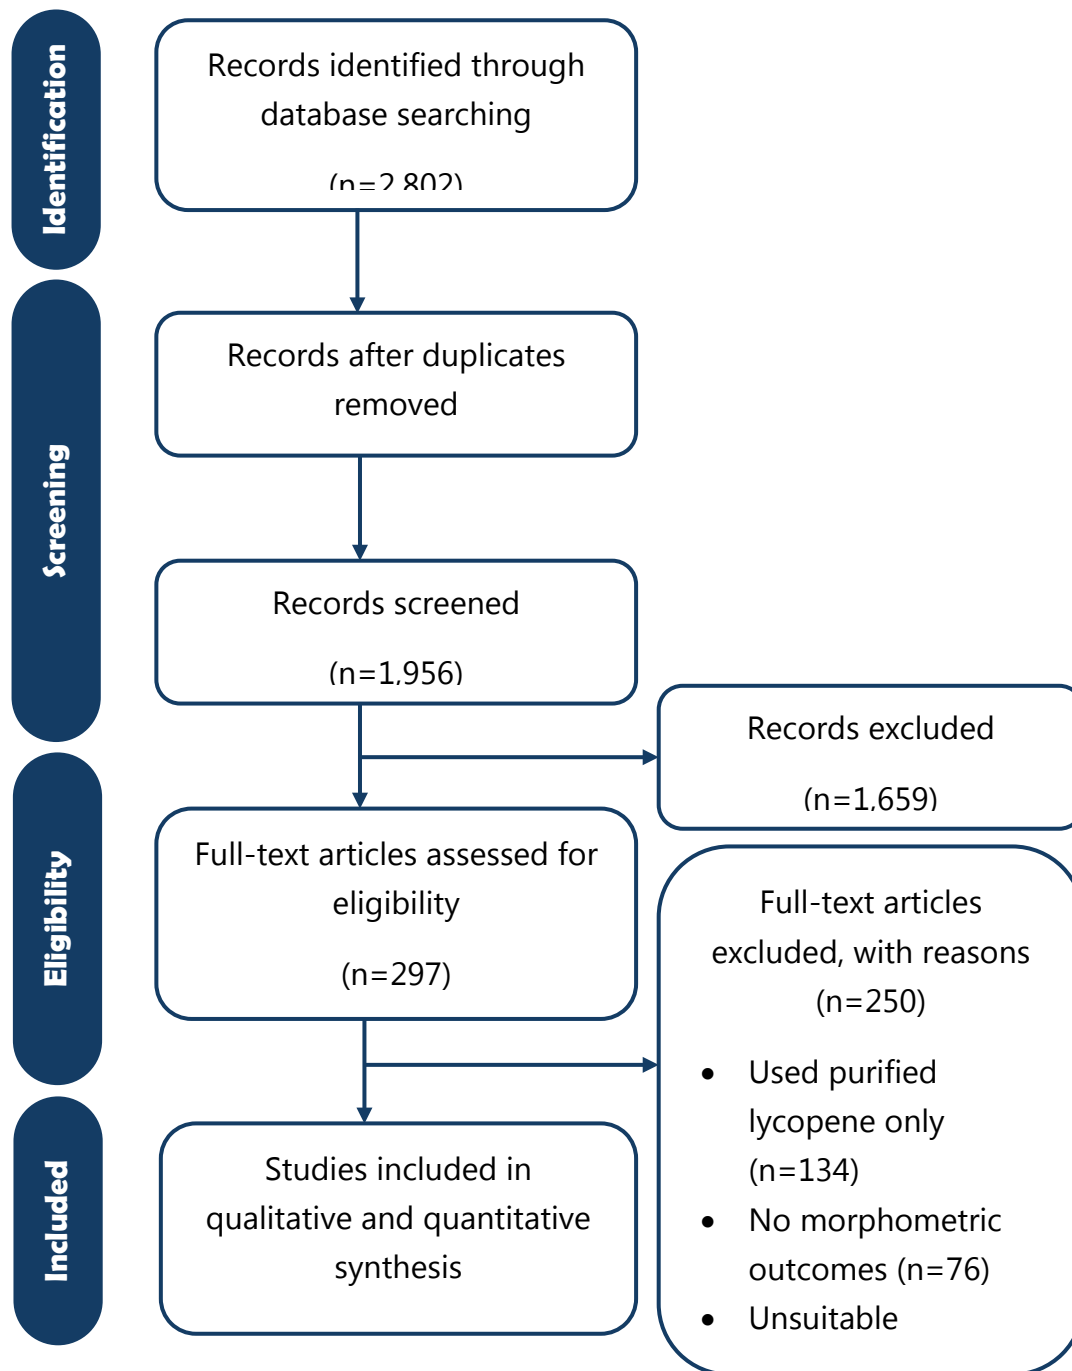 Identification
Records identified through
database searching
(n=2,802)
Screening
Records after duplicates
removed
Records screened
(n=1,956)
Records excluded
(n=1,659)
Eligibility
Full-text articles assessed for
eligibility
(n=297)
Full-text articles
excluded, with reasons
(n=250)
• Used purified
lycopene only
(n=134)
• No morphometric
outcomes (n=76)
• Unsuitable
Included
Studies included in
qualitative and quantitative
synthesis